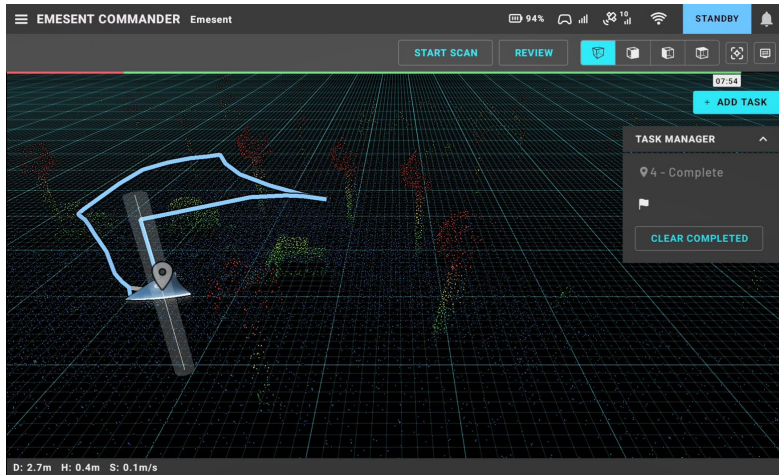 EMESENT COMMANDER Emesent 94% 10 STANDBY
START SCAN REVIEW
07:54
+ ADD TASK
TASK MANAGER
4 - Complete
CLEAR COMPLETED
D: 2.7m H: 0.4m S: 0.1m/s